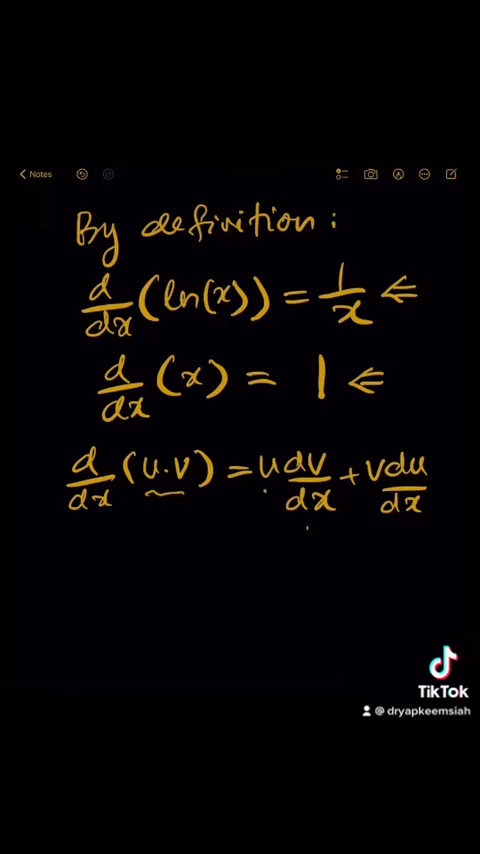 Notes
By definition:
d/dx (ln(x)) = 1/x ⇐
d/dx (x) = 1 ⇐
d/dx (u.v) = u dv/dx + v du/dx
TikTok
@dryapkeemsiah